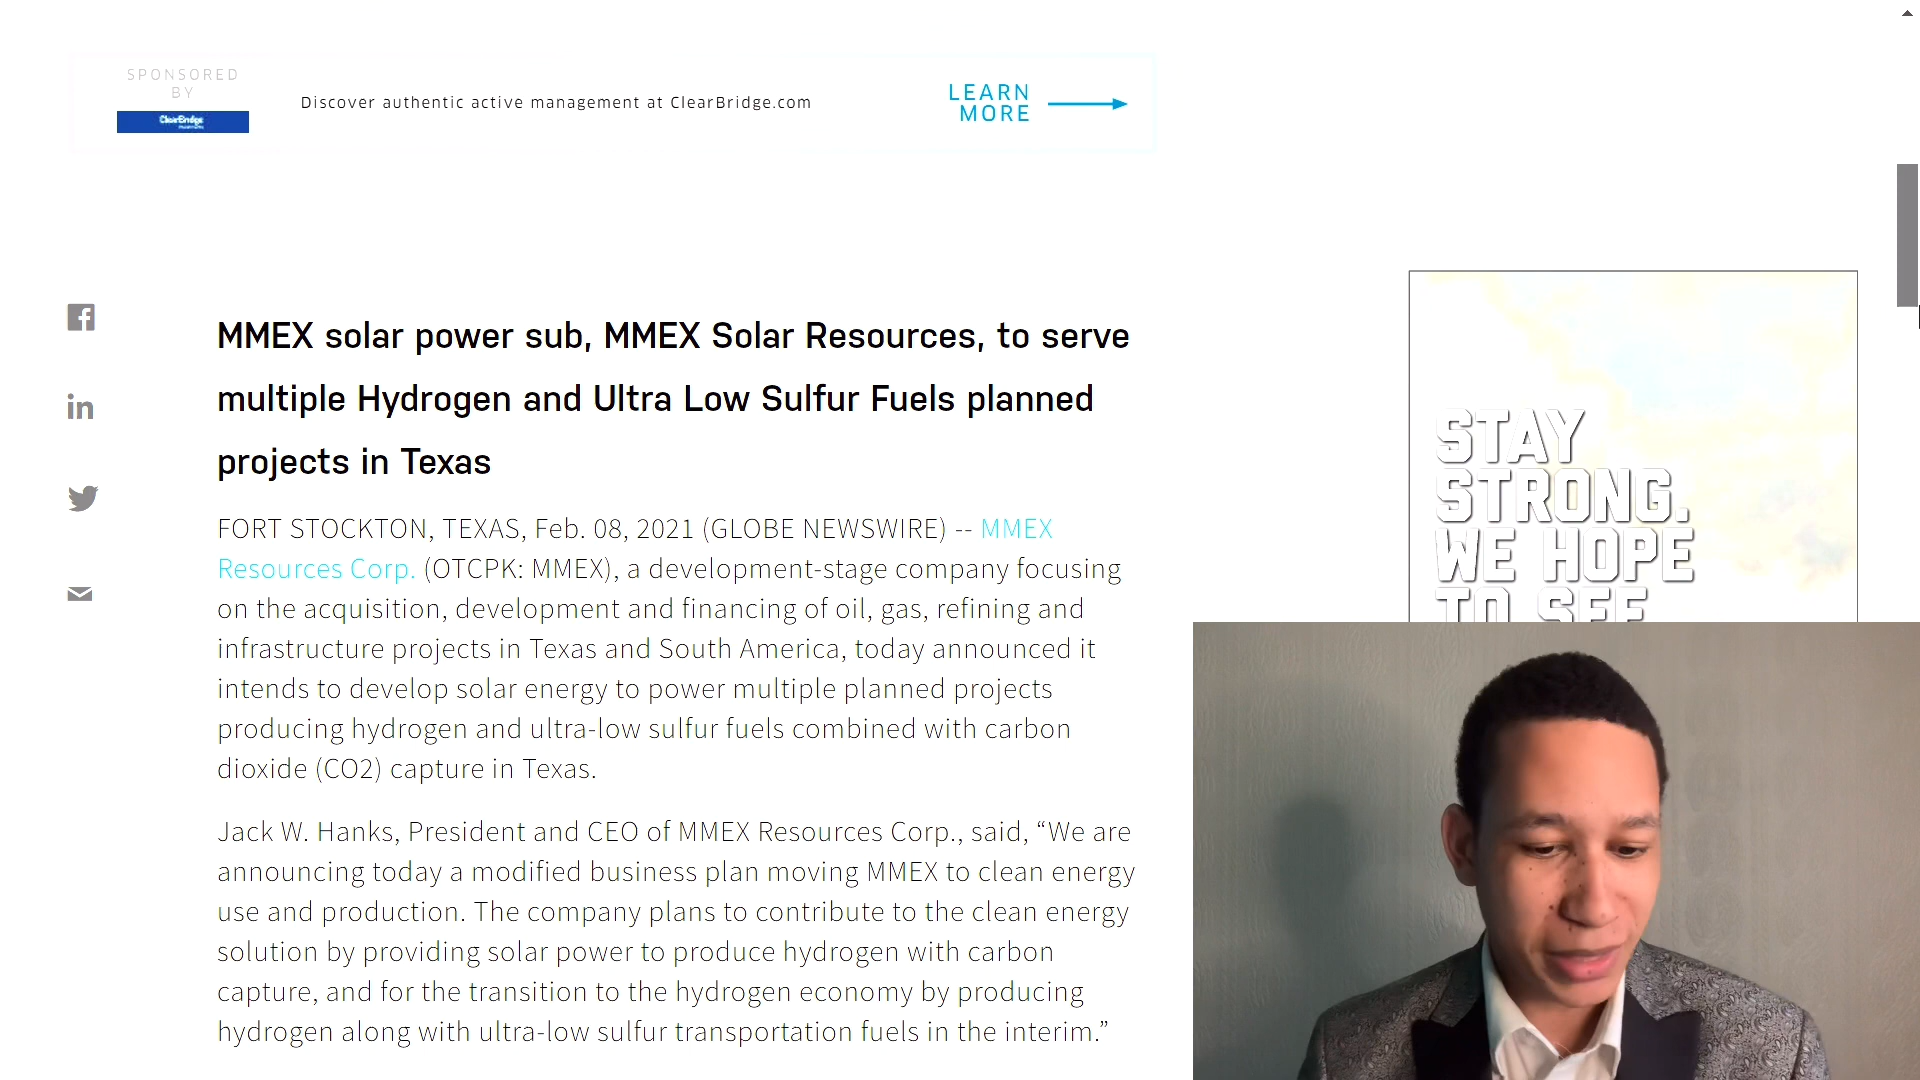 SPONSORED
BY
ClearBridge
Discover authentic active management at ClearBridge.com
LEARN
MORE
MMEX solar power sub, MMEX Solar Resources, to serve
multiple Hydrogen and Ultra Low Sulfur Fuels planned
projects in Texas
FORT STOCKTON, TEXAS, Feb. 08, 2021 (GLOBE NEWSWIRE) -- MMEX
Resources Corp. (OTCPK: MMEX), a development-stage company focusing
on the acquisition, development and financing of oil, gas, refining and
infrastructure projects in Texas and South America, today announced it
intends to develop solar energy to power multiple planned projects
producing hydrogen and ultra-low sulfur fuels combined with carbon
dioxide (CO2) capture in Texas.
Jack W. Hanks, President and CEO of MMEX Resources Corp., said, “We are
announcing today a modified business plan moving MMEX to clean energy
use and production. The company plans to contribute to the clean energy
solution by providing solar power to produce hydrogen with carbon
capture, and for the transition to the hydrogen economy by producing
hydrogen along with ultra-low sulfur transportation fuels in the interim.”
STAY
STRONG.
WE HOPE
TO SEE